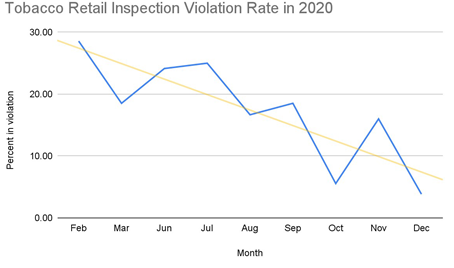 Tobacco Retail Inspection Violation Rate in 2020
30.00
20.00
10.00
0.00
Percent in violation
Feb Mar Jun Jul Aug Sep Oct Nov Dec
Month